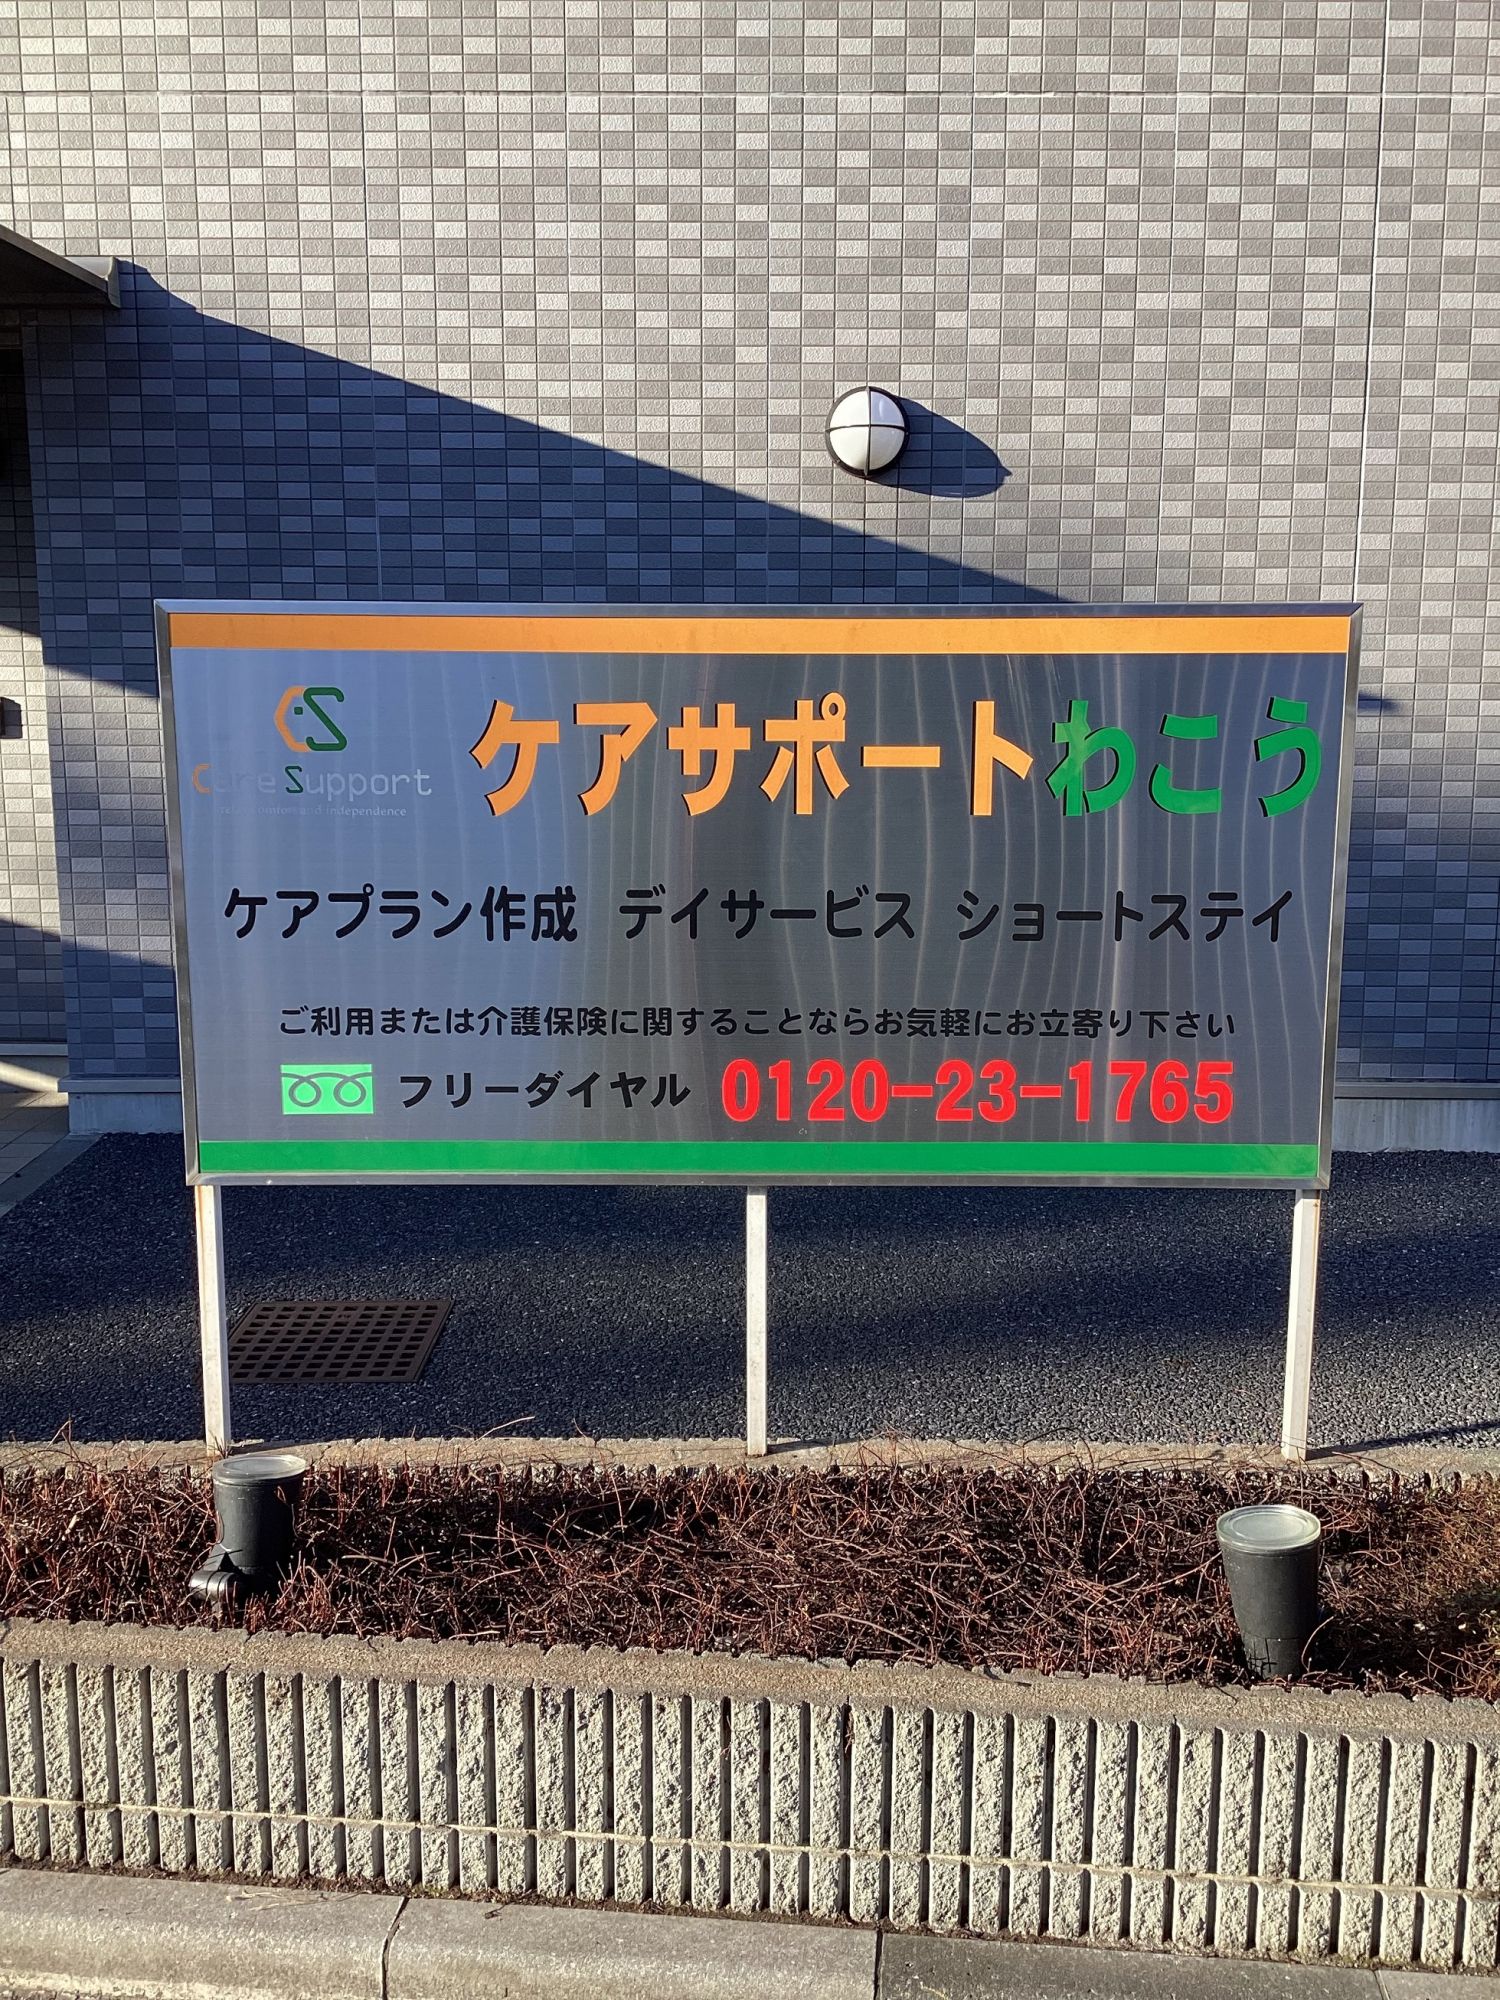 CS
Care Support
ケアサポートわこう
ケアプラン作成 デイサービス ショートステイ
ご利用または介護保険に関することならお気軽にお立寄り下さい
フリーダイヤル 0120-23-1765